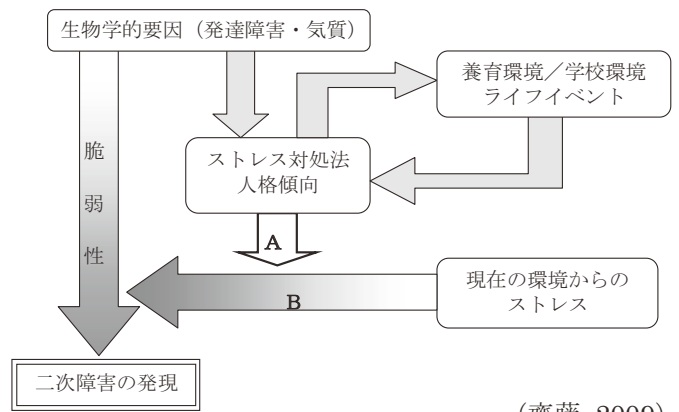 生物学的要因（発達障害・気質）
養育環境／学校環境
ライフイベント
ストレス対処法
人格傾向
脆弱性
A
B
現在の環境からの
ストレス
二次障害の発現
（齊藤, 2009）